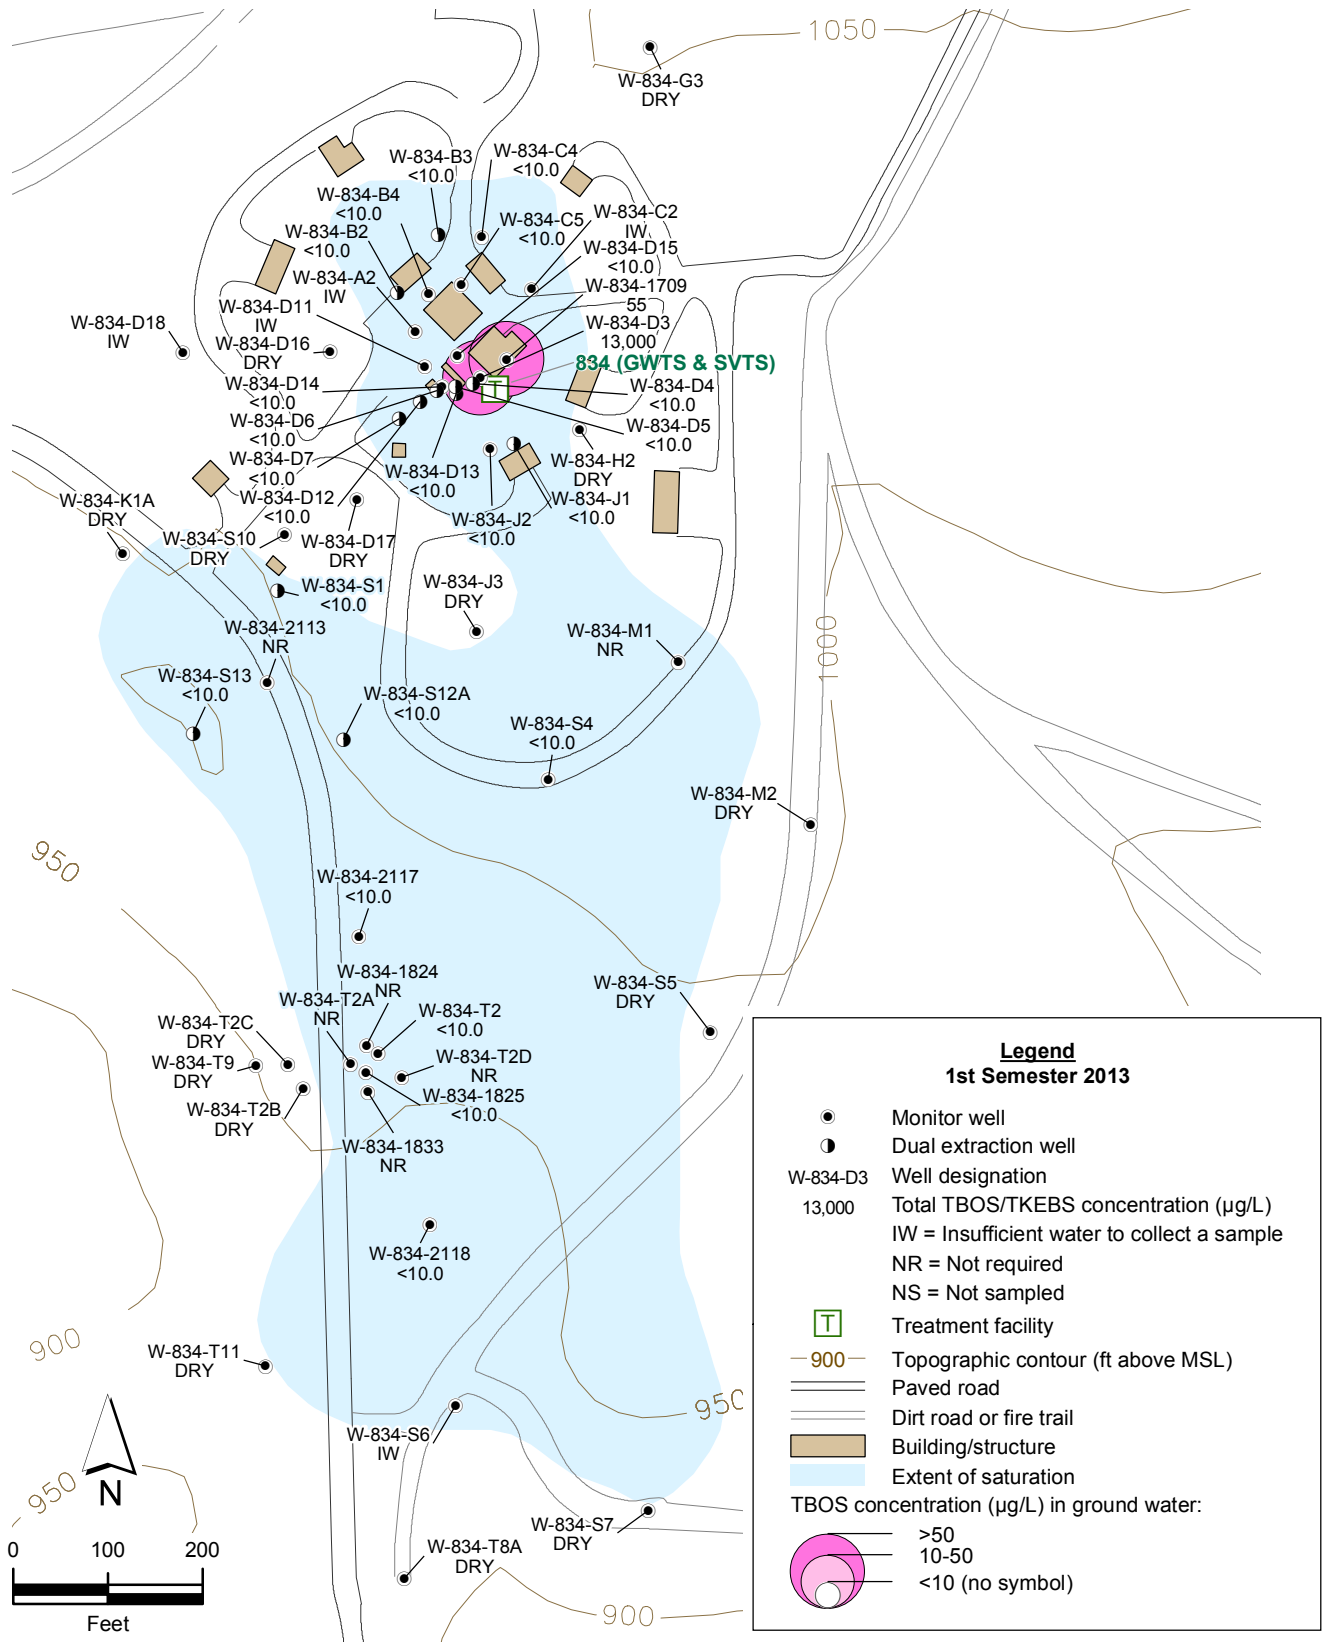 1050
W-834-G3
DRY
W-834-B3
<10.0
W-834-C4
<10.0
W-834-B4
<10.0
W-834-C5
<10.0
W-834-C2
IW
W-834-B2
<10.0
W-834-D15
<10.0
W-834-A2
IW
W-834-1709
55
W-834-D11
IW
W-834-D3
13,000
W-834-D18
IW
W-834-D16
DRY
834 (GWTS & SVTS)
T
W-834-D14
<10.0
W-834-D4
<10.0
W-834-D6
<10.0
W-834-D5
<10.0
W-834-D7
<10.0
W-834-D13
<10.0
W-834-H2
DRY
W-834-D12
<10.0
W-834-J1
<10.0
W-834-K1A
DRY
W-834-J2
<10.0
W-834-S10
DRY
W-834-D17
DRY
W-834-S1
<10.0
W-834-J3
DRY
W-834-2113
NR
W-834-M1
NR
1000
W-834-S13
<10.0
W-834-S12A
<10.0
W-834-S4
<10.0
W-834-M2
DRY
950
W-834-2117
<10.0
W-834-1824
NR
W-834-S5
DRY
W-834-T2A
NR
W-834-T2
<10.0
W-834-T2C
DRY
W-834-T9
DRY
W-834-T2D
NR
W-834-1825
<10.0
W-834-T2B
DRY
W-834-1833
NR
W-834-2118
<10.0
900
W-834-T11
DRY
950
W-834-S6
IW
950
N
W-834-S7
DRY
W-834-T8A
DRY
900
0 100 200
Feet
Legend
1st Semester 2013
Monitor well
Dual extraction well
W-834-D3 Well designation
13,000 Total TBOS/TKEBS concentration (µg/L)
IW = Insufficient water to collect a sample
NR = Not required
NS = Not sampled
T Treatment facility
900 Topographic contour (ft above MSL)
Paved road
Dirt road or fire trail
Building/structure
Extent of saturation
TBOS concentration (µg/L) in ground water:
>50
10-50
<10 (no symbol)